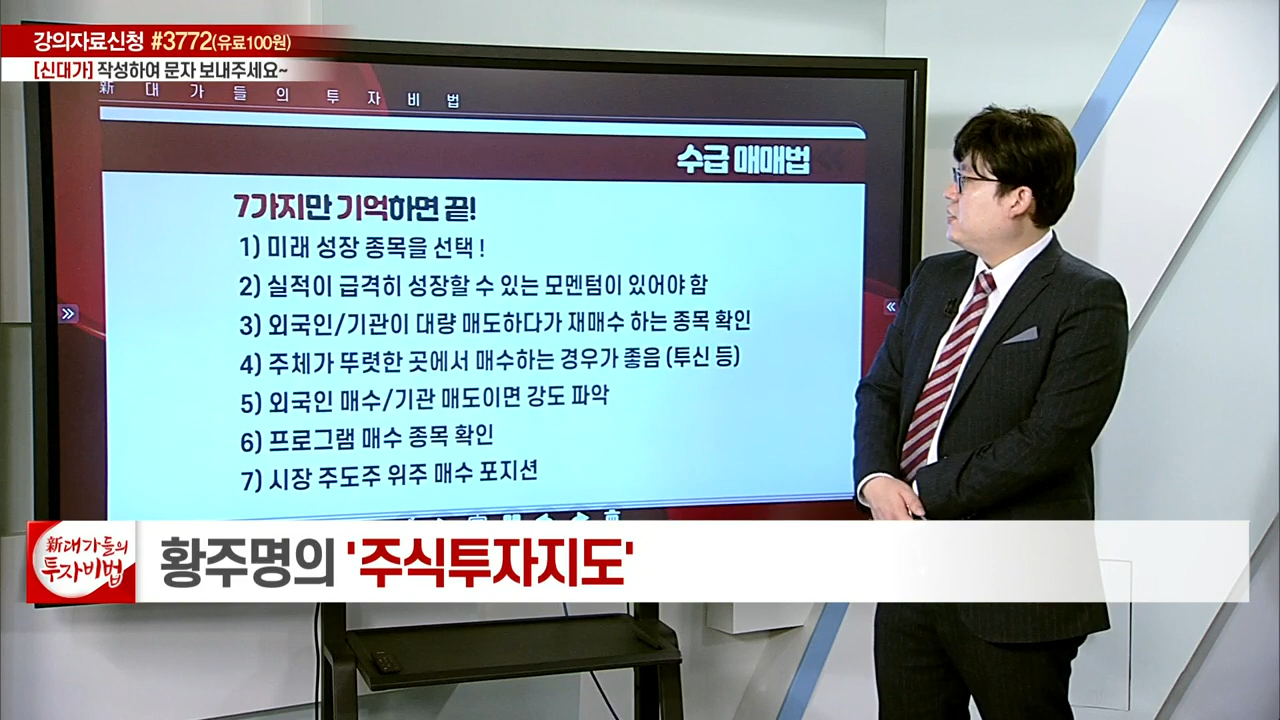 강의자료신청 #3772(유료100원)
[신대가] 작성하여 문자 보내주세요~
新 대 가 들 의 투 자 비 법
수급 매매법
7가지만 기억하면 끝!
1) 미래 성장 종목을 선택 !
2) 실적이 급격히 성장할 수 있는 모멘텀이 있어야 함
3) 외국인/기관이 대량 매도하다가 재매수 하는 종목 확인
4) 주체가 뚜렷한 곳에서 매수하는 경우가 좋음 (투신 등)
5) 외국인 매수/기관 매도이면 강도 파악
6) 프로그램 매수 종목 확인
7) 시장 주도주 위주 매수 포지션
新대가들의
투자비법
황주명의 '주식투자지도'